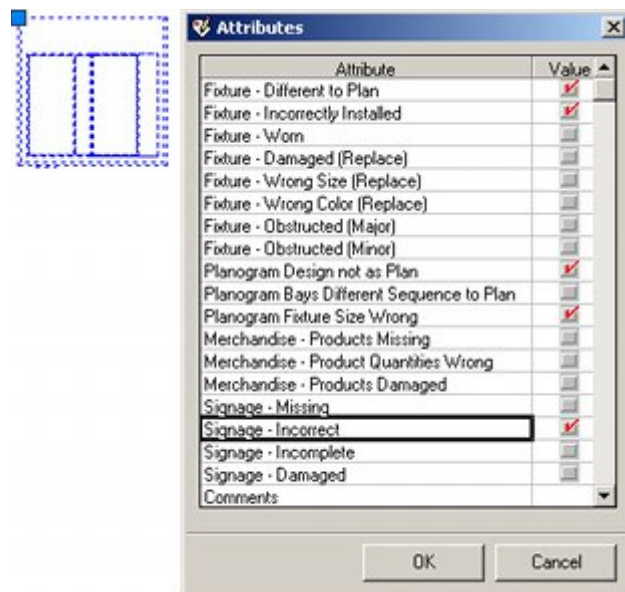 Attributes
Attribute Value
Fixture - Different to Plan
Fixture - Incorrectly Installed
Fixture - Worn
Fixture - Damaged (Replace)
Fixture - Wrong Size (Replace)
Fixture - Wrong Color (Replace)
Fixture - Obstructed (Major)
Fixture - Obstructed (Minor)
Planogram Design not as Plan
Planogram Bays Different Sequence to Plan
Planogram Fixture Size Wrong
Merchandise - Products Missing
Merchandise - Product Quantities Wrong
Merchandise - Products Damaged
Signage - Missing
Signage - Incorrect
Signage - Incomplete
Signage - Damaged
Comments
OK Cancel